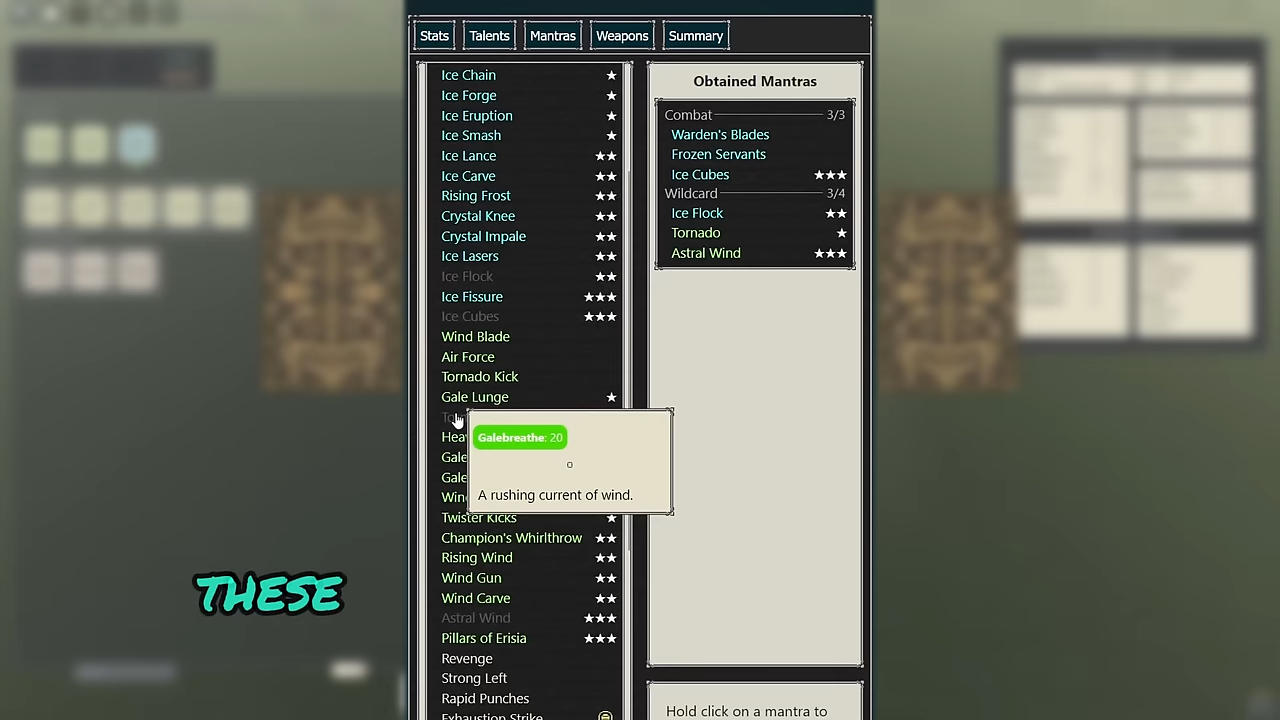 Stats Talents Mantras Weapons Summary
Ice Chain ★
Ice Forge ★
Ice Eruption ★
Ice Smash ★
Ice Lance ★★
Ice Carve ★★
Rising Frost ★★
Crystal Knee ★★
Crystal Impale ★★
Ice Lasers ★★
Ice Flock ★★
Ice Fissure ★★★
Ice Cubes ★★★
Wind Blade
Air Force
Tornado Kick
Gale Lunge ★
Gale
Gale
Twister Kicks ★
Champion's Whirlthrow ★★
Rising Wind ★★
Wind Gun ★★
Wind Carve ★★
Astral Wind ★★★
Pillars of Erisia ★★★
Revenge
Strong Left
Rapid Punches
Exhaustion Strike
Galebreathe: 20
A rushing current of wind.
Obtained Mantras
Combat 3/3
Warden's Blades
Frozen Servants
Ice Cubes ★★★
Wildcard 3/4
Ice Flock ★★
Tornado ★
Astral Wind ★★★
Hold click on a mantra to
THESE